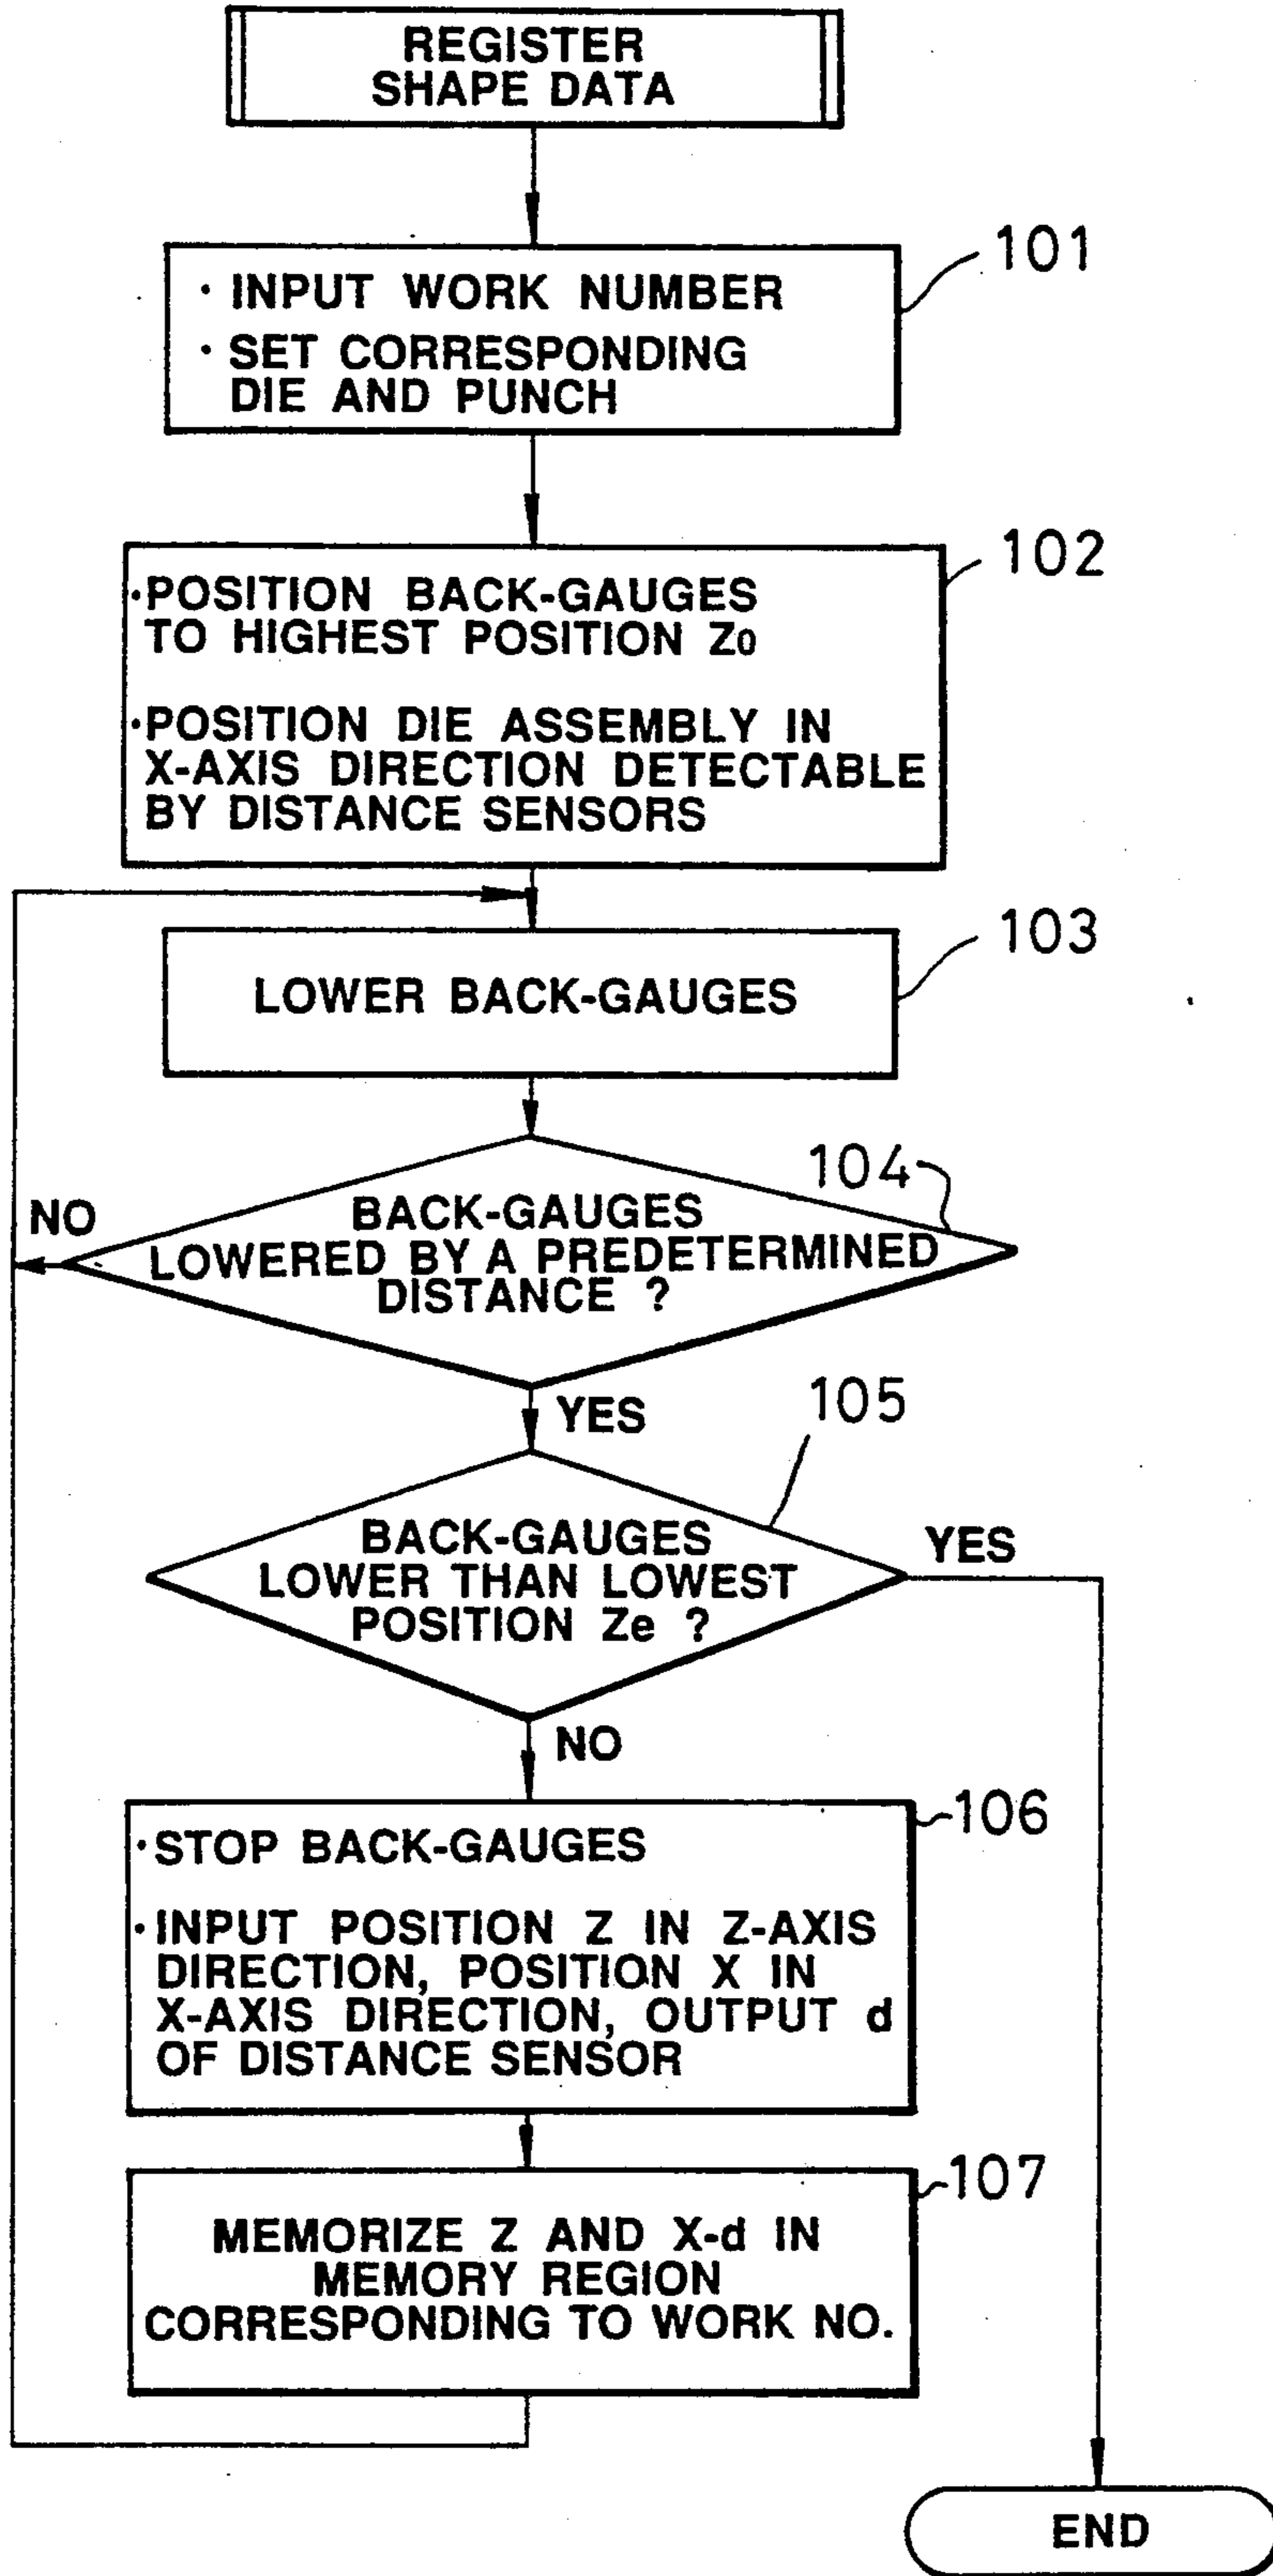 REGISTER
SHAPE DATA
101
· INPUT WORK NUMBER
· SET CORRESPONDING
DIE AND PUNCH
102
·POSITION BACK-GAUGES
TO HIGHEST POSITION Z0
·POSITION DIE ASSEMBLY IN
X-AXIS DIRECTION DETECTABLE
BY DISTANCE SENSORS
103
LOWER BACK-GAUGES
104
NO
BACK-GAUGES
LOWERED BY A PREDETERMINED
DISTANCE ?
YES
105
BACK-GAUGES
LOWER THAN LOWEST
POSITION Ze ?
YES
NO
106
·STOP BACK-GAUGES
·INPUT POSITION Z IN Z-AXIS
DIRECTION, POSITION X IN
X-AXIS DIRECTION, OUTPUT d
OF DISTANCE SENSOR
107
MEMORIZE Z AND X-d IN
MEMORY REGION
CORRESPONDING TO WORK NO.
END